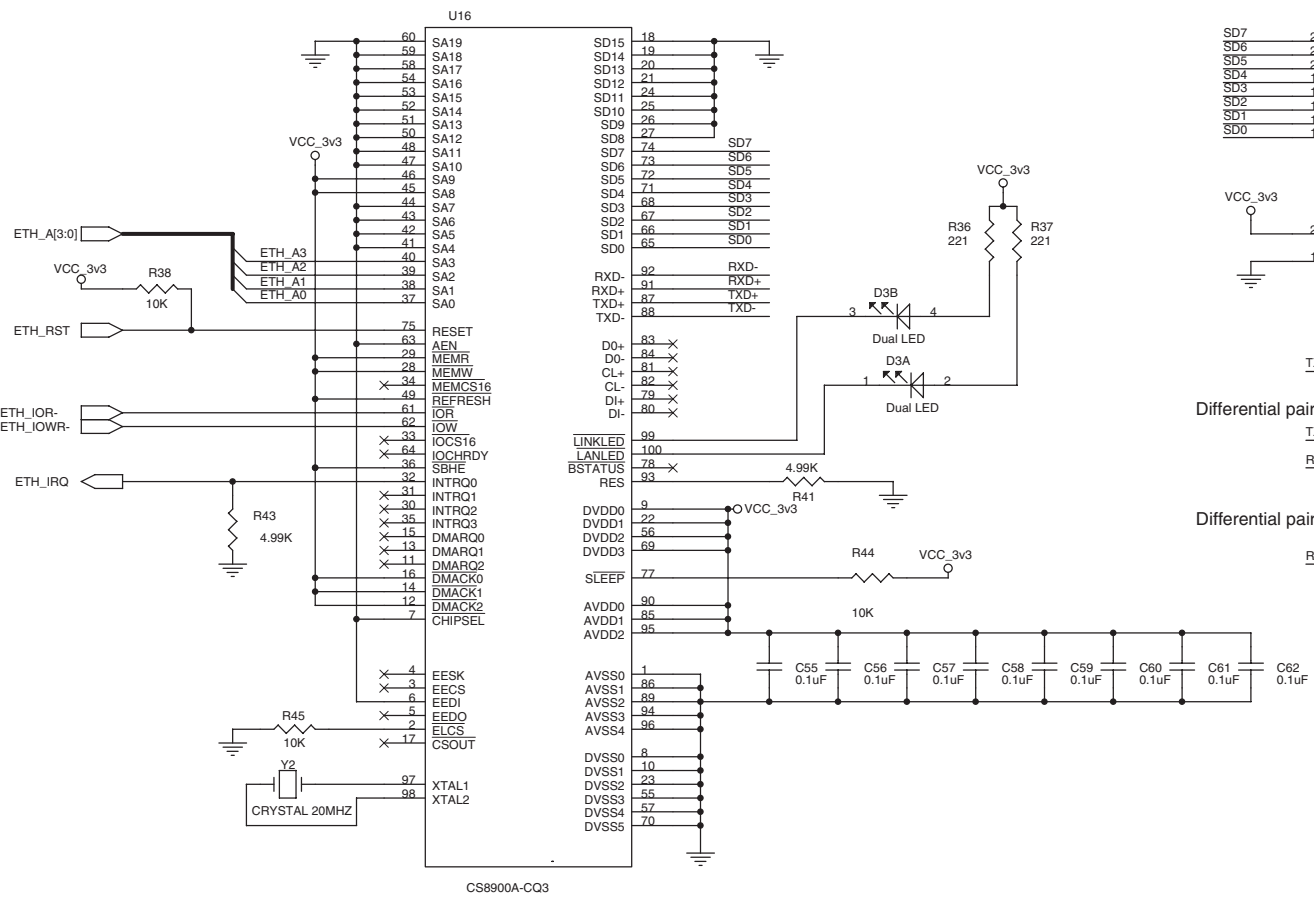 U16
60 SA19
59 SA18
58 SA17
54 SA16
53 SA15
52 SA14
51 SA13
50 SA12
48 SA11
47 SA10
46 SA9
45 SA8
44 SA7
43 SA6
42 SA5
41 SA4
40 SA3
39 SA2
38 SA1
37 SA0
75 RESET
63 AEN
29 MEMR
28 MEMW
34 MEMCS16
49 REFRESH
61 IOR
62 IOW
33 IOCS16
64 IOCHRDY
36 SBHE
32 INTRQ0
31 INTRQ1
30 INTRQ2
35 INTRQ3
15 DMARQ0
13 DMARQ1
11 DMARQ2
16 DMACK0
14 DMACK1
12 DMACK2
7 CHIPSEL
4 EESK
3 EECS
6 EEDI
5 EEDO
2 ELCS
17 CSOUT
97 XTAL1
98 XTAL2
VCC_3v3
ETH_A[3:0]
ETH_A3
ETH_A2
ETH_A1
ETH_A0
VCC_3v3
R38
10K
ETH_RST
ETH_IOR-
ETH_IOWR-
ETH_IRQ
R43
4.99K
R45
10K
Y2
CRYSTAL 20MHZ
SD15 18
SD14 19
SD13 20
SD12 21
SD11 24
SD10 25
SD9 26
SD8 27
SD7 74 SD7
SD6 73 SD6
SD5 72 SD5
SD4 71 SD4
SD3 68 SD3
SD2 67 SD2
SD1 66 SD1
SD0 65 SD0
RXD- 92 RXD-
RXD+ 91 RXD+
TXD+ 87 TXD+
TXD- 88 TXD-
D0+ 83
D0- 84
CL+ 81
CL- 82
DI+ 79
DI- 80
LINKLED 99
LANLED 100
BSTATUS 78
RES 93
DVDD0 9
DVDD1 22
DVDD2 56
DVDD3 69
SLEEP 77
AVDD0 90
AVDD1 85
AVDD2 95
AVSS0 1
AVSS1 86
AVSS2 89
AVSS3 94
AVSS4 96
DVSS0 8
DVSS1 10
DVSS2 23
DVSS3 55
DVSS4 57
DVSS5 70
CS8900A-CQ3
VCC_3v3
R36
221
R37
221
D3B
3 4
Dual LED
D3A
1 2
Dual LED
4.99K
R41
VCC_3v3
R44
VCC_3v3
10K
C55
0.1uF
C56
0.1uF
C57
0.1uF
C58
0.1uF
C59
0.1uF
C60
0.1uF
C61
0.1uF
C62
0.1uF
SD7
SD6
SD5
SD4
SD3
SD2
SD1
SD0
VCC_3v3
Differential pair
Differential pair